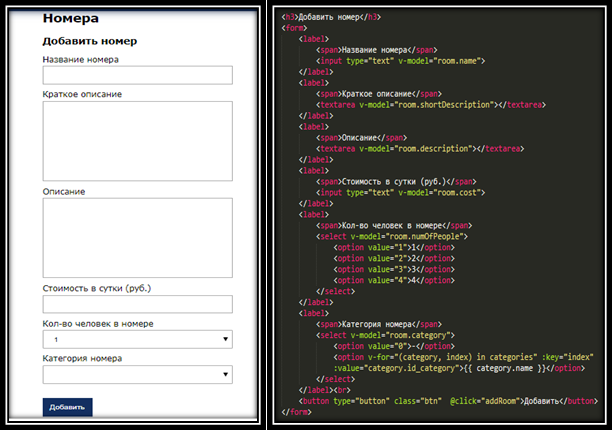 Номера
Добавить номер
Название номера
Краткое описание
Описание
Стоимость в сутки (руб.)
Кол-во человек в номере
1
Категория номера
Добавить
<h3>Добавить номер</h3>
<form>
<label>
<span>Название номера</span>
<input type="text" v-model="room.name">
</label>
<label>
<span>Краткое описание</span>
<textarea v-model="room.shortDescription"></textarea>
</label>
<label>
<span>Описание</span>
<textarea v-model="room.description"></textarea>
</label>
<label>
<span>Стоимость в сутки (руб.)</span>
<input type="text" v-model="room.cost">
</label>
<label>
<span>Кол-во человек в номере</span>
<select v-model="room.numOfPeople">
<option value="1">1</option>
<option value="2">2</option>
<option value="3">3</option>
<option value="4">4</option>
</select>
</label>
<label>
<span>Категория номера</span>
<select v-model="room.category">
<option value="0">-</option>
<option v-for="(category, index) in categories" :key="index"
:value="category.id_category">{{ category.name }}</option>
</select>
</label><br>
<button type="button" class="btn" @click="addRoom">Добавить</button>
</form>